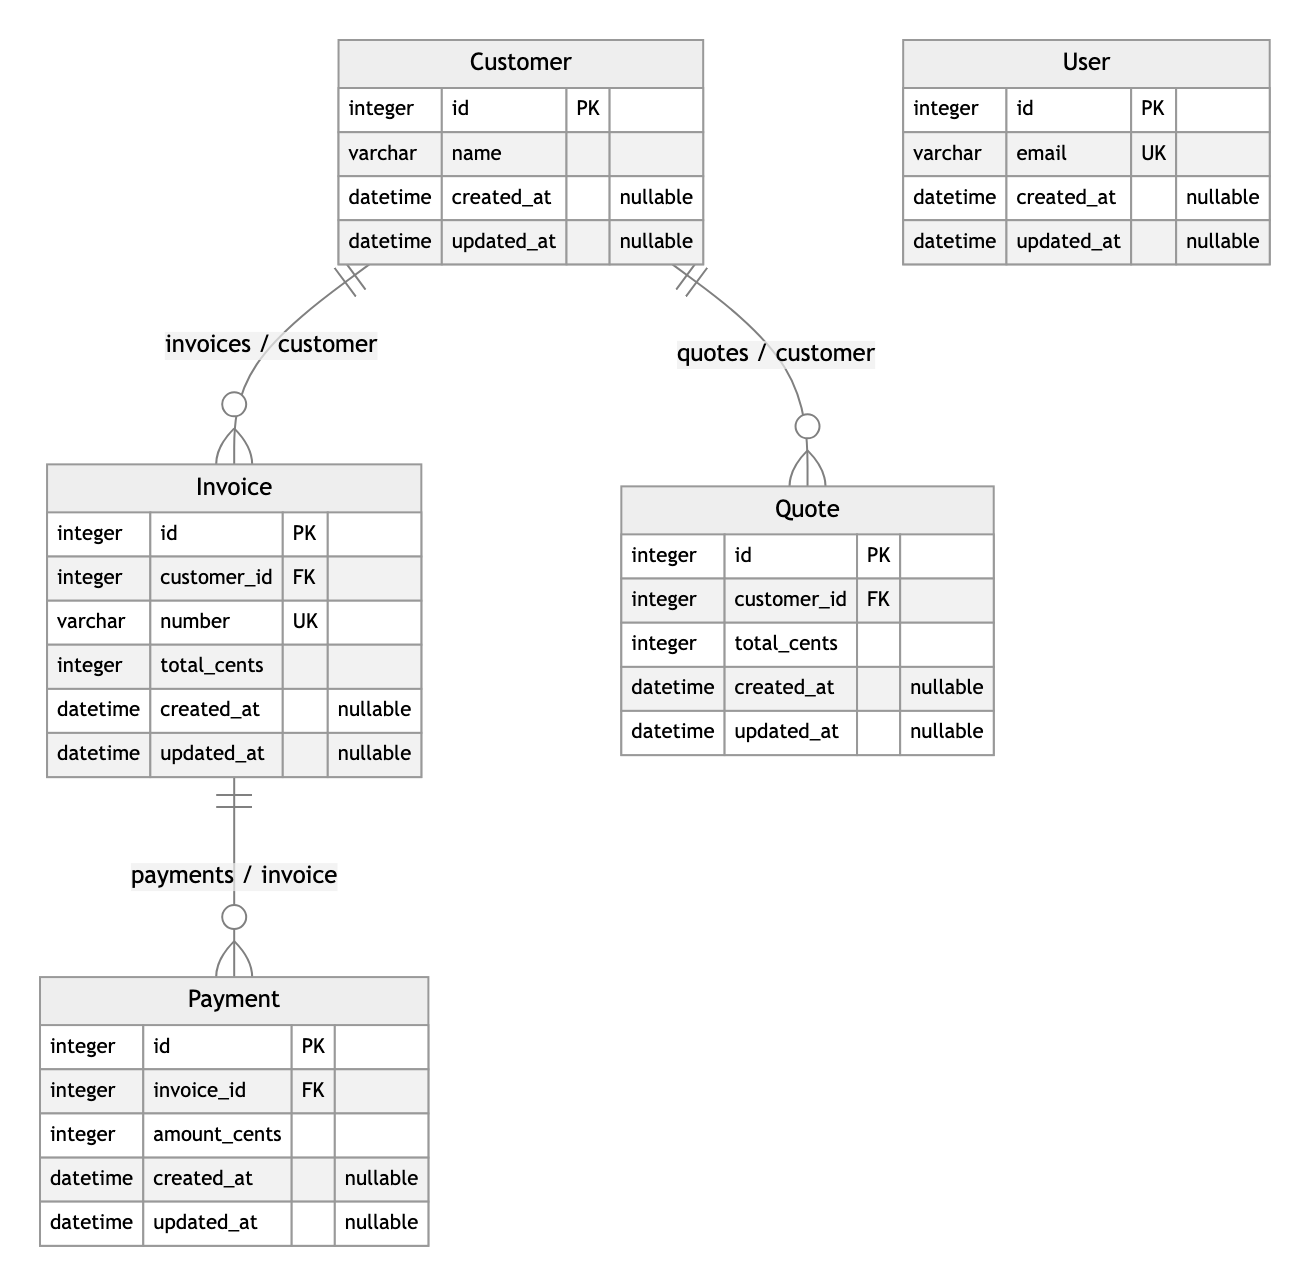 Customer
integer id PK
varchar name
datetime created_at nullable
datetime updated_at nullable
User
integer id PK
varchar email UK
datetime created_at nullable
datetime updated_at nullable
invoices / customer
quotes / customer
Invoice
integer id PK
integer customer_id FK
varchar number UK
integer total_cents
datetime created_at nullable
datetime updated_at nullable
Quote
integer id PK
integer customer_id FK
integer total_cents
datetime created_at nullable
datetime updated_at nullable
payments / invoice
Payment
integer id PK
integer invoice_id FK
integer amount_cents
datetime created_at nullable
datetime updated_at nullable